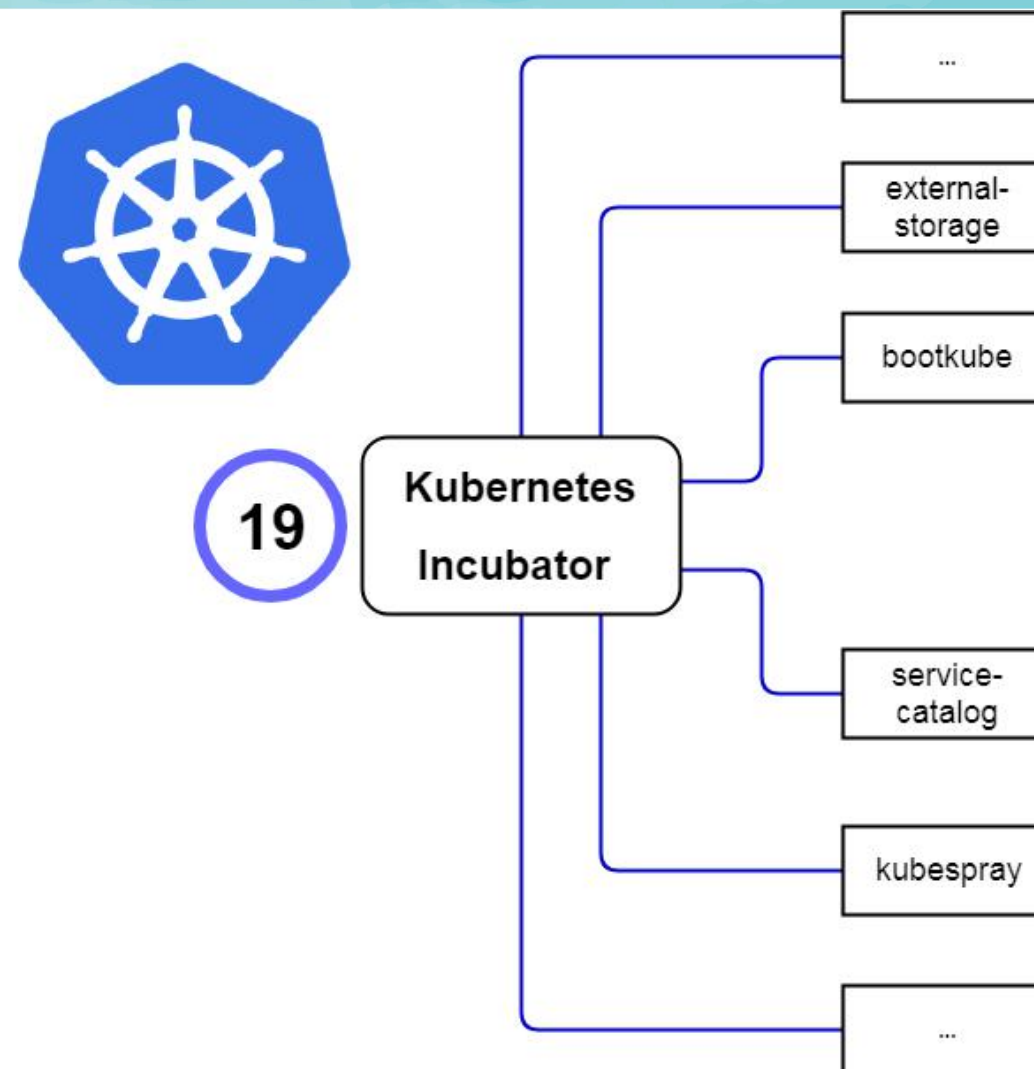 ...
external-
storage
bootkube
19
Kubernetes
Incubator
service-
catalog
kubespray
...